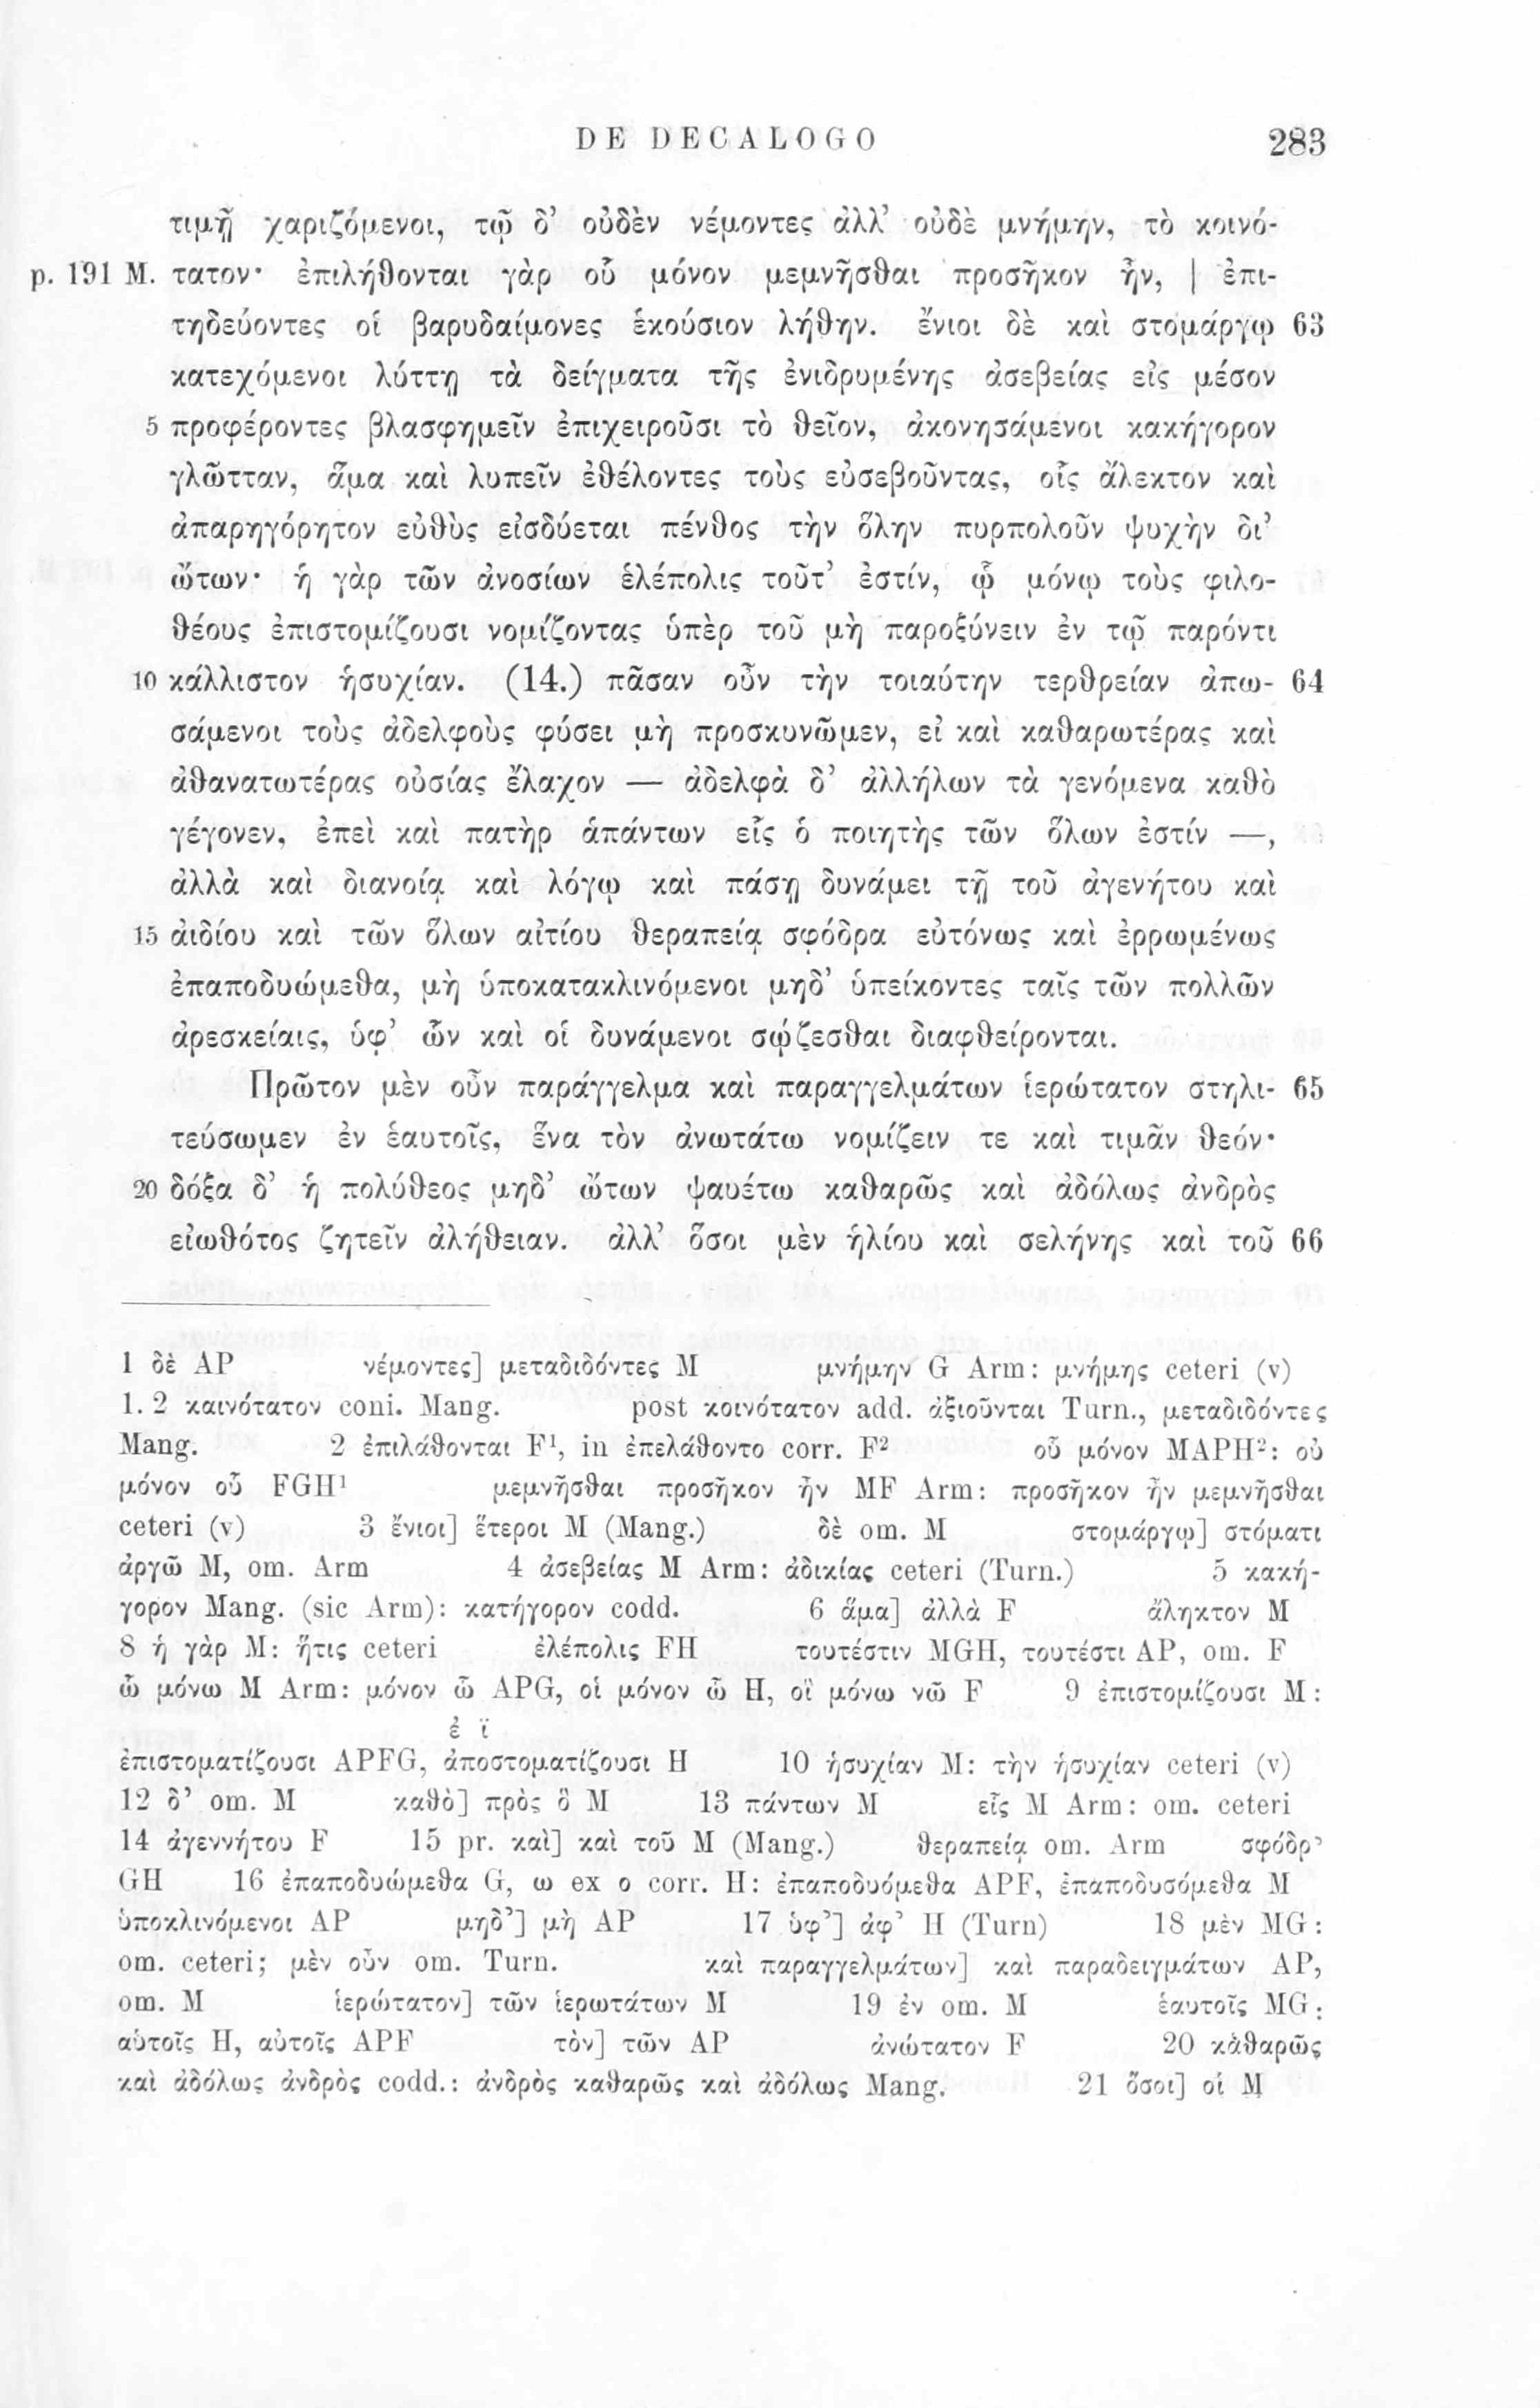 DE DECALOGO 283
τιμῇ χαριζόμενοι, τῷ δ’ οὐδὲν νέμοντες ἀλλ’ οὐδὲ μνήμην, τὸ κοινό-
p. 191 M. τατον· ἐπιλήθονται γὰρ οὗ μόνον μεμνῆσθαι προσῆκον ἦν, | ἐπι-
τηδεύοντες οἱ βαρυδαίμονες ἑκούσιον λήθην. ἔνιοι δὲ καὶ στομάργῳ 63
κατεχόμενοι λύττῃ τὰ δείγματα τῆς ἐνιδρυμένης ἀσεβείας εἰς μέσον
5 προφέροντες βλασφημεῖν ἐπιχειροῦσι τὸ θεῖον, ἀκονησάμενοι κακήγορον
γλῶτταν, ἅμα καὶ λυπεῖν ἐθέλοντες τοὺς εὐσεβοῦντας, οἷς ἄλεκτον καὶ
ἀπαρηγόρητον εὐθὺς εἰσδύεται πένθος τὴν ὅλην πυρπολοῦν ψυχὴν δι’
ὤτων· ἡ γὰρ τῶν ἀνοσίων ἑλέπολις τοῦτ’ ἐστίν, ᾧ μόνῳ τοὺς φιλο-
θέους ἐπιστομίζουσι νομίζοντας ὑπὲρ τοῦ μὴ παροξύνειν ἐν τῷ παρόντι
10 κάλλιστον ἡσυχίαν. (14.) πᾶσαν οὖν τὴν τοιαύτην τερθρείαν ἀπω- 64
σάμενοι τοὺς ἀδελφοὺς φύσει μὴ προσκυνῶμεν, εἰ καὶ καθαρωτέρας καὶ
ἀθανατωτέρας οὐσίας ἔλαχον — ἀδελφὰ δ’ ἀλλήλων τὰ γενόμενα καθὸ
γέγονεν, ἐπεὶ καὶ πατὴρ ἁπάντων εἷς ὁ ποιητὴς τῶν ὅλων ἐστίν —,
ἀλλὰ καὶ διανοίᾳ καὶ λόγῳ καὶ πάσῃ δυνάμει τῇ τοῦ ἀγενήτου καὶ
15 ἀιδίου καὶ τῶν ὅλων αἰτίου θεραπείᾳ σφόδρα εὐτόνως καὶ ἐρρωμένως
ἐπαποδυώμεθα, μὴ ὑποκατακλινόμενοι μηδ’ ὑπείκοντες ταῖς τῶν πολλῶν
ἀρεσκείαις, ὑφ’ ὧν καὶ οἱ δυνάμενοι σῴζεσθαι διαφθείρονται.
Πρῶτον μὲν οὖν παράγγελμα καὶ παραγγελμάτων ἱερώτατον στηλι- 65
τεύσωμεν ἐν ἑαυτοῖς, ἕνα τὸν ἀνωτάτω νομίζειν τε καὶ τιμᾶν θεόν·
20 δόξα δ’ ἡ πολύθεος μηδ’ ὤτων ψαυέτω καθαρῶς καὶ ἀδόλως ἀνδρὸς
εἰωθότος ζητεῖν ἀλήθειαν. ἀλλ’ ὅσοι μὲν ἡλίου καὶ σελήνης καὶ τοῦ 66
1 δὲ AP νέμοντες] μεταδιδόντες M μνήμην G Arm: μνήμης ceteri (v)
1. 2 καινότατον coni. Mang. post κοινότατον add. ἀξιοῦνται Turn., μεταδιδόντες
Mang. 2 ἐπιλάθονται F¹, in ἐπελάθοντο corr. F² οὗ μόνον MAPH²: οὐ
μόνον οὗ FGH¹ μεμνῆσθαι προσῆκον ἦν MF Arm: προσῆκον ἦν μεμνῆσθαι
ceteri (v) 3 ἔνιοι] ἕτεροι M (Mang.) δὲ om. M στομάργῳ] στόματι
ἀργῶ M, om. Arm 4 ἀσεβείας M Arm: ἀδικίας ceteri (Turn.) 5 κακή-
γορον Mang. (sic Arm): κατήγορον codd. 6 ἅμα] ἀλλὰ F ἄληκτον M
8 ἡ γὰρ M: ἥτις ceteri ἐλέπολις FH τουτέστιν MGH, τουτέστι AP, om. F
ὧ μόνω M Arm: μόνον ὧ APG, οἱ μόνον ὧ H, οἳ μόνω νῶ F 9 ἐπιστομίζουσι M:
ἐ ϊ
ἐπιστοματίζουσι APFG, ἀποστοματίζουσι H 10 ἡσυχίαν M: τὴν ἡσυχίαν ceteri (v)
12 δ’ om. M καθὸ] πρὸς ὃ M 13 πάντων M εἷς M Arm: om. ceteri
14 ἀγεννήτου F 15 pr. καὶ] καὶ τοῦ M (Mang.) θεραπείᾳ om. Arm σφόδρ’
GH 16 ἐπαποδυώμεθα G, ω ex ο corr. H: ἐπαποδυόμεθα APF, ἐπαποδυσόμεθα M
ὑποκλινόμενοι AP μηδ’] μὴ AP 17 ὑφ’] ἀφ’ H (Turn) 18 μὲν MG:
om. ceteri; μὲν οὖν om. Turn. καὶ παραγγελμάτων] καὶ παραδειγμάτων AP,
om. M ἱερώτατον] τῶν ἱερωτάτων M 19 ἐν om. M ἑαυτοῖς MG:
αὑτοῖς H, αὐτοῖς APF τὸν] τῶν AP ἀνώτατον F 20 καθαρῶς
καὶ ἀδόλως ἀνδρὸς codd.: ἀνδρὸς καθαρῶς καὶ ἀδόλως Mang. 21 ὅσοι] οἱ M